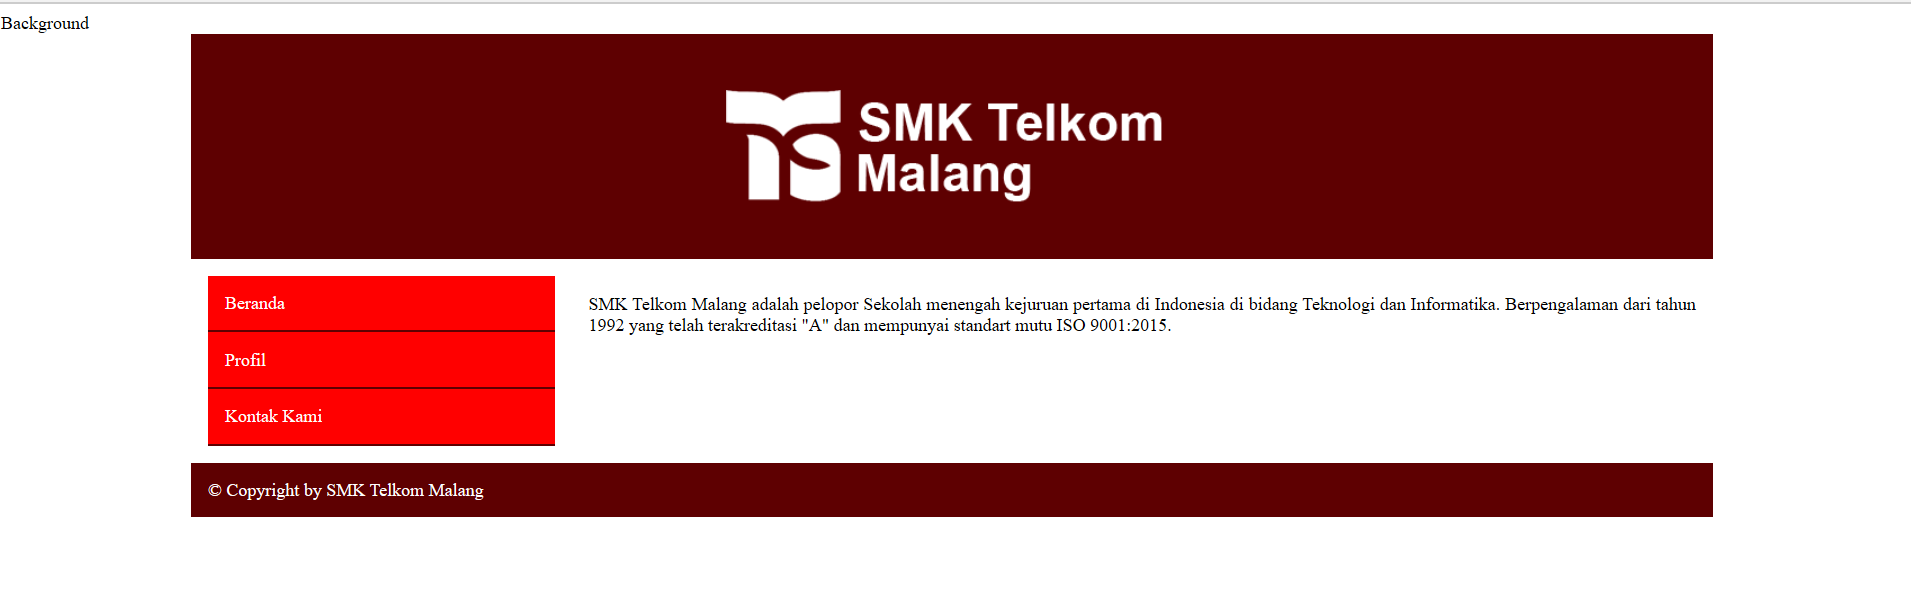 Background
SMK Telkom
Malang
Beranda
Profil
Kontak Kami
SMK Telkom Malang adalah pelopor Sekolah menengah kejuruan pertama di Indonesia di bidang Teknologi dan Informatika. Berpengalaman dari tahun
1992 yang telah terakreditasi "A" dan mempunyai standart mutu ISO 9001:2015.
© Copyright by SMK Telkom Malang